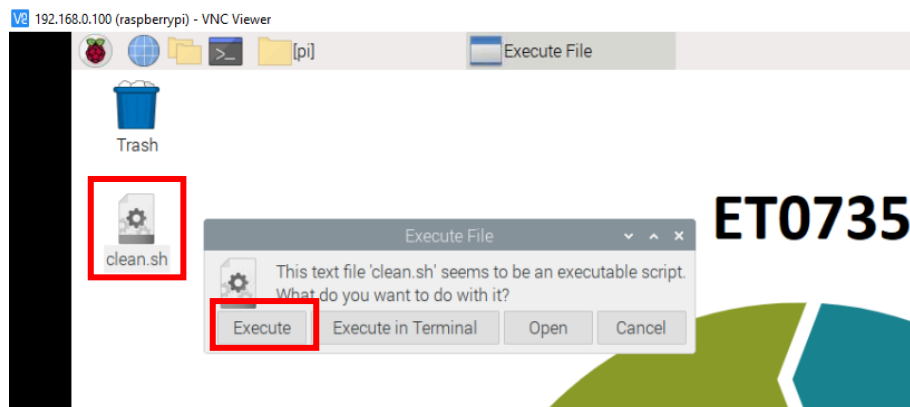 192.168.0.100 (raspberrypi) - VNC Viewer
>_
[pi]
Execute File
Trash
clean.sh
Execute File
This text file 'clean.sh' seems to be an executable script.
What do you want to do with it?
Execute
Execute in Terminal
Open
Cancel
ET0735